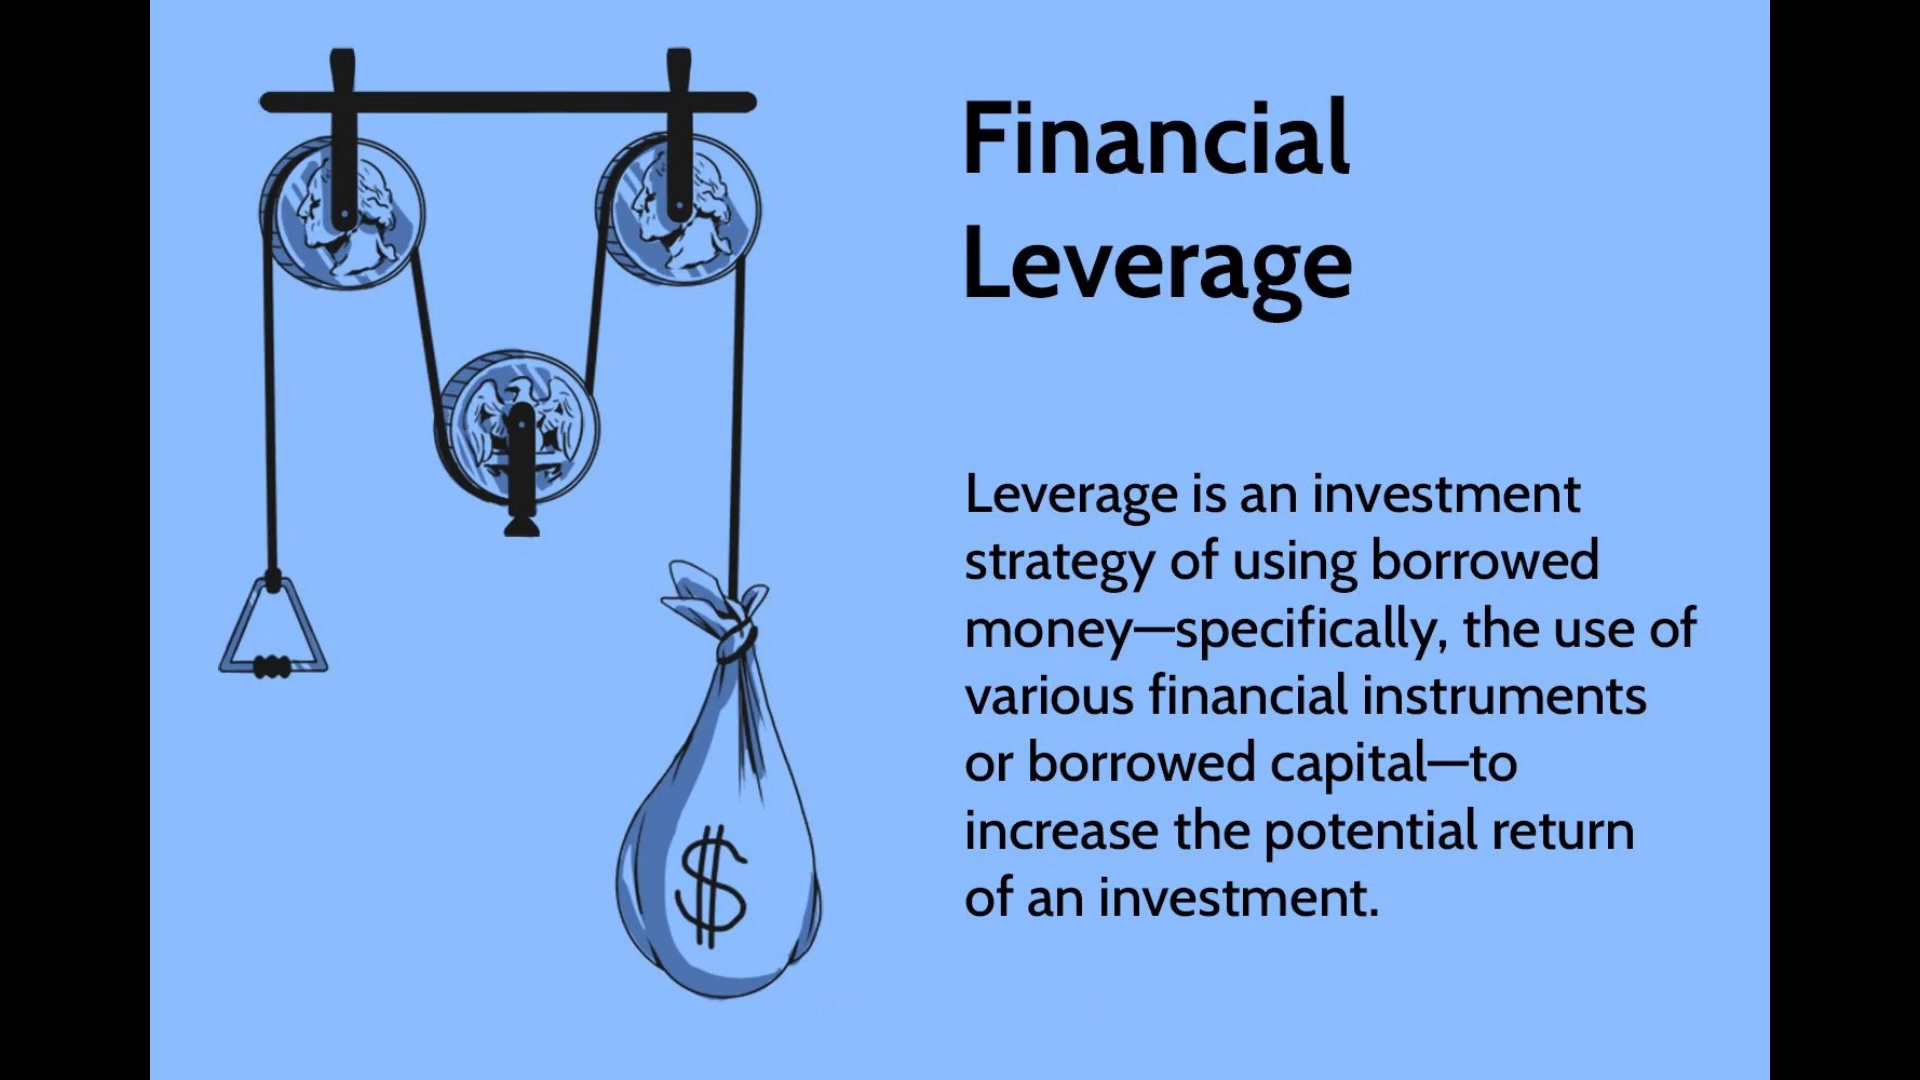 Financial
Leverage
Leverage is an investment
strategy of using borrowed
money—specifically, the use of
various financial instruments
or borrowed capital—to
increase the potential return
of an investment.
$